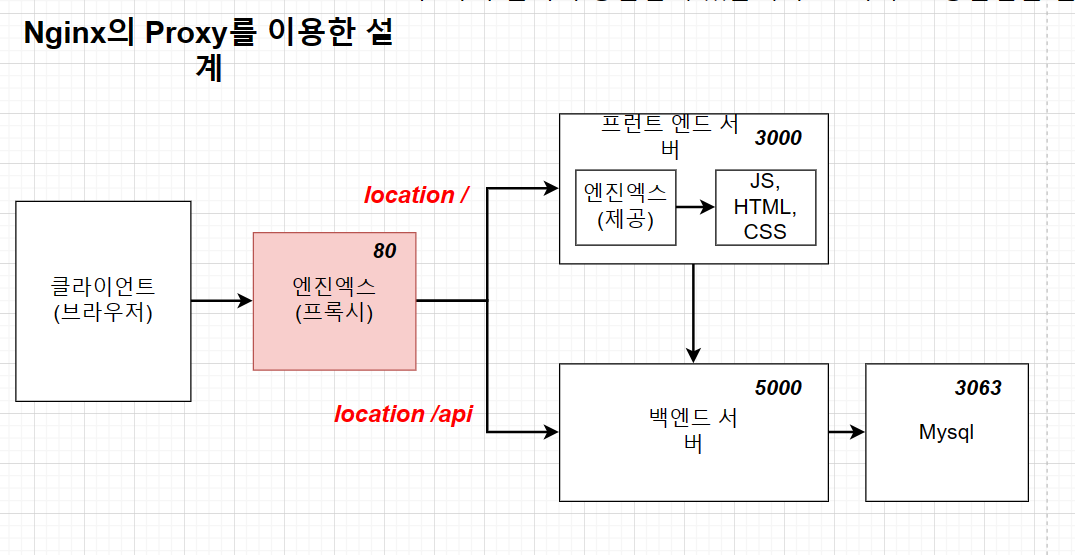 Nginx의 Proxy를 이용한 설
계
프런트 엔드 서
버
3000
location /
엔진엑스
(제공)
JS,
HTML,
CSS
80
클라이언트
(브라우저)
엔진엑스
(프록시)
location /api
5000
백엔드 서
버
3063
Mysql